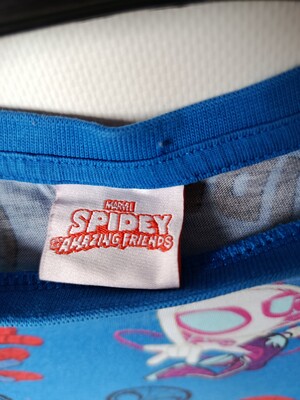 MARVEL
SPIDEY
AND HIS
AMAZING FRIENDS